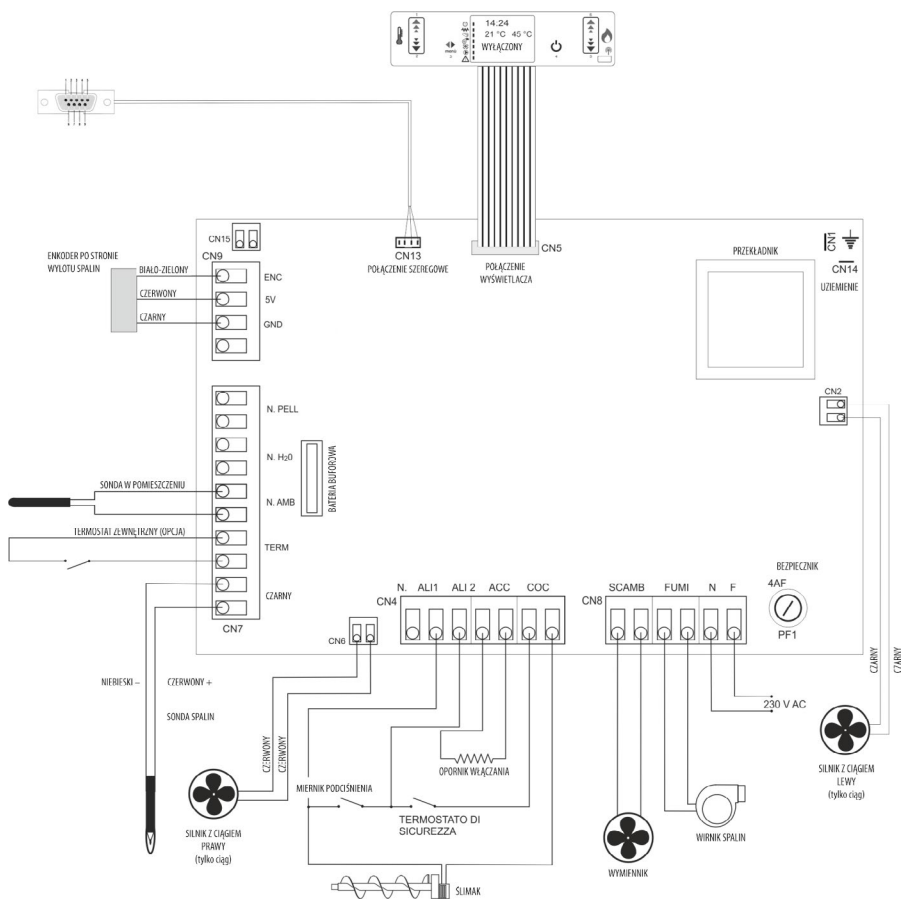 14.24
21 °C 45 °C
WYŁĄCZONY
menu
CN15
CN9
CN13
POŁĄCZENIE SZEREGOWE
CN5
POŁĄCZENIE
WYŚWIETLACZA
PRZEKŁADNIK
CN1
CN14
UZIEMIENIE
ENKODER PO STRONIE
WYLOTU SPALIN
BIAŁO-ZIELONY
CZERWONY
CZARNY
ENC
5V
GND
CN2
N. PELL
N. H20
N. AMB
TERM
CZARNY
CN7
BATERIA BUFOROWA
SONDA W POMIESZCZENIU
TERMOSTAT ZEWNĘTRZNY (OPCJA)
BEZPIECZNIK
4AF
PF1
N. ALI1 ALI 2 ACC COC
CN4
SCAMB FUMI N F
CN8
CN6
NIEBIESKI –
CZERWONY +
SONDA SPALIN
CZERWONY
CZERWONY
CZARNY
CZARNY
230 V AC
OPORNIK WŁĄCZANIA
MIERNIK PODCIŚNIENIA
TERMOSTATO DI
SICUREZZA
SILNIK Z CIĄGIEM
PRAWY
(tylko ciąg)
ŚLIMAK
WYMIENNIK
WIRNIK SPALIN
SILNIK Z CIĄGIEM
LEWY
(tylko ciąg)